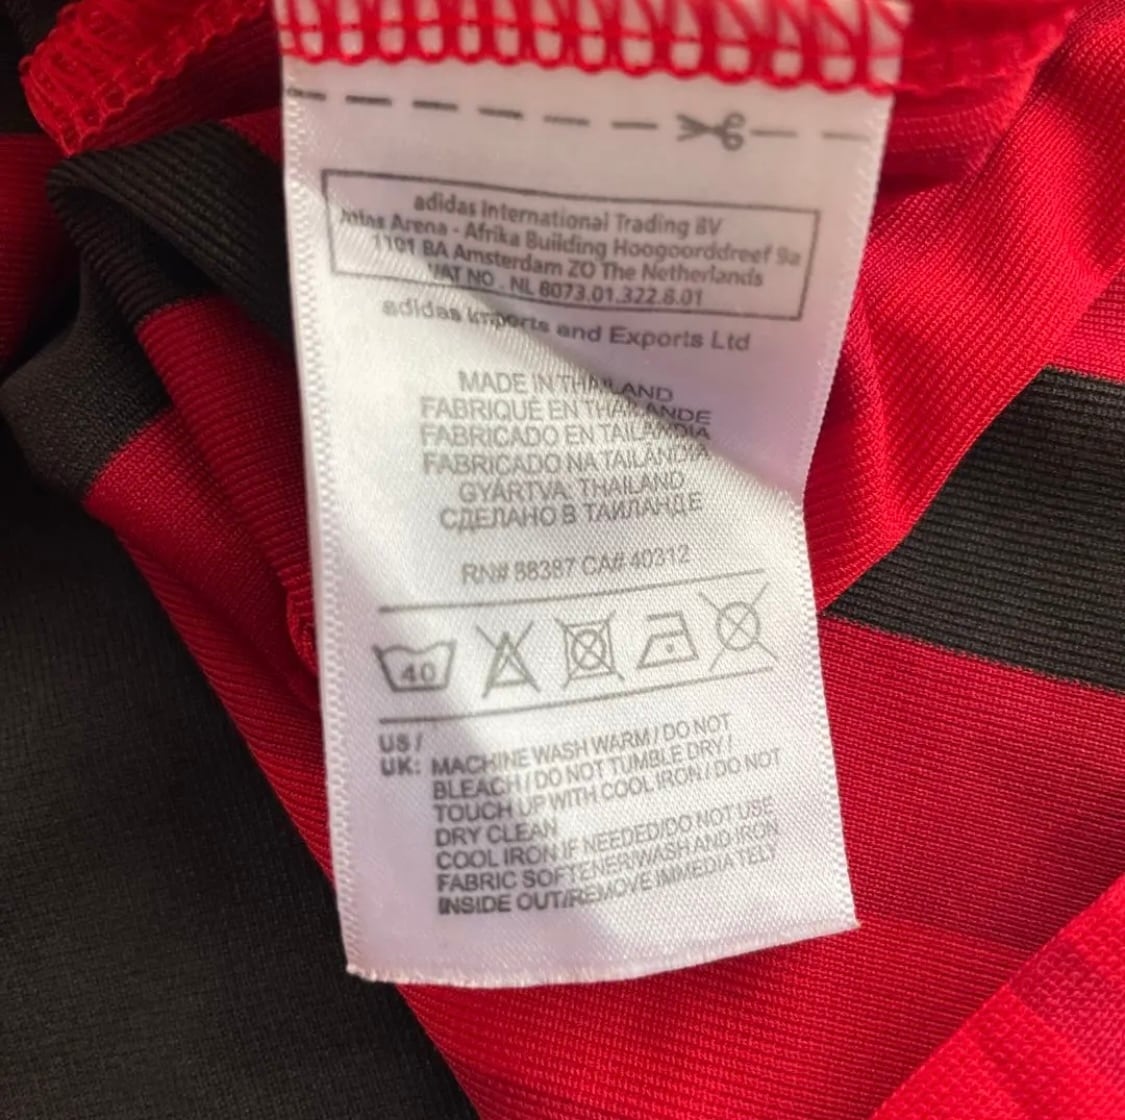 adidas International Trading BV
Arena - Afrika Building Hoogoorddreef 9a
1101 BA Amsterdam ZO The Netherlands
VAT NO . NL 8073.01.322.8.01
adidas Imports and Exports Ltd
MADE IN THAILAND
FABRIQUÉ EN THAÏLANDE
FABRICADO EN TAILANDIA
FABRICADO NA TAILÂNDIA
GYÁRTVA: THAILAND
СДЕЛАНО В ТАИЛАНДЕ
RN# 88387 CA# 40312
40
US /
UK: MACHINE WASH WARM / DO NOT
BLEACH / DO NOT TUMBLE DRY /
TOUCH UP WITH COOL IRON / DO NOT
DRY CLEAN
COOL IRON IF NEEDED/DO NOT USE
FABRIC SOFTENER/WASH AND IRON
INSIDE OUT/REMOVE IMMEDIATELY